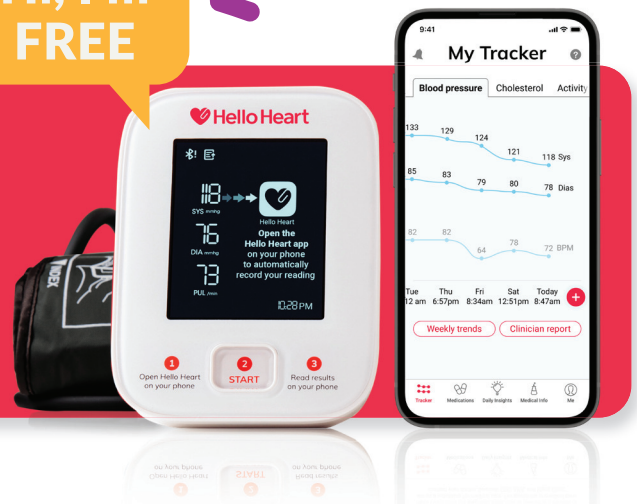 FREE
Hello Heart
118
SYS mmHg
76
DIA mmHg
73
PUL /min
Hello Heart
Open the
Hello Heart app
on your phone
to automatically
record your reading
10:28 PM
1
Open Hello Heart
on your phone
2
START
3
Read results
on your phone
INDEX
9:41
My Tracker
?
Blood pressure
Cholesterol
Activity
133 129 124 121 118 Sys
85 83 79 80 78 Dias
82 82 64 78 72 BPM
Tue Thu Fri Sat Today
12 am 6:57pm 8:34am 12:51pm 8:47am
+
Weekly trends
Clinician report
Tracker
Medications
Daily Insights
Medical Info
Me